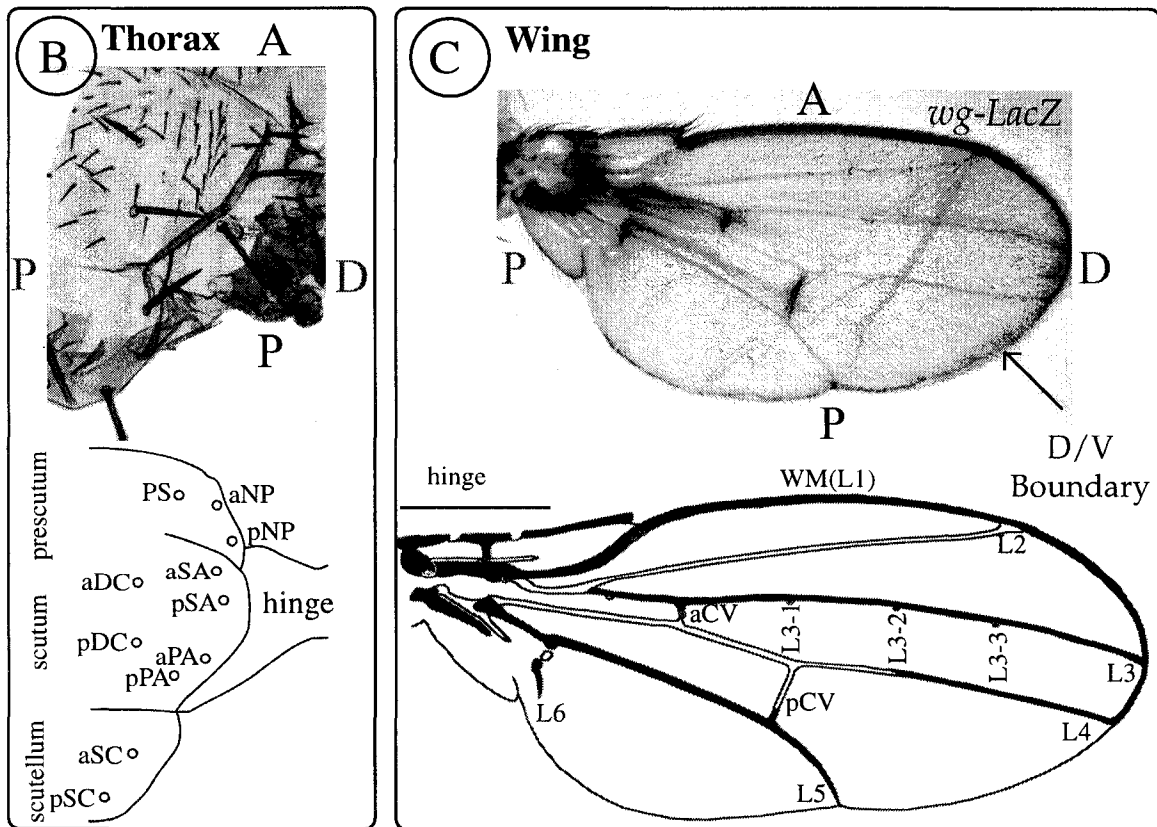 B Thorax
A
P
D
P
prescutum
scutum
scutellum
PS
aNP
pNP
aSA
aDC
pSA
hinge
pDC
aPA
pPA
aSC
pSC
C Wing
A
wg-LacZ
P
D
P
D/V
Boundary
hinge
WM(L1)
L2
aCV
L3-1
L3-2
L3-3
L3
pCV
L4
L6
L5